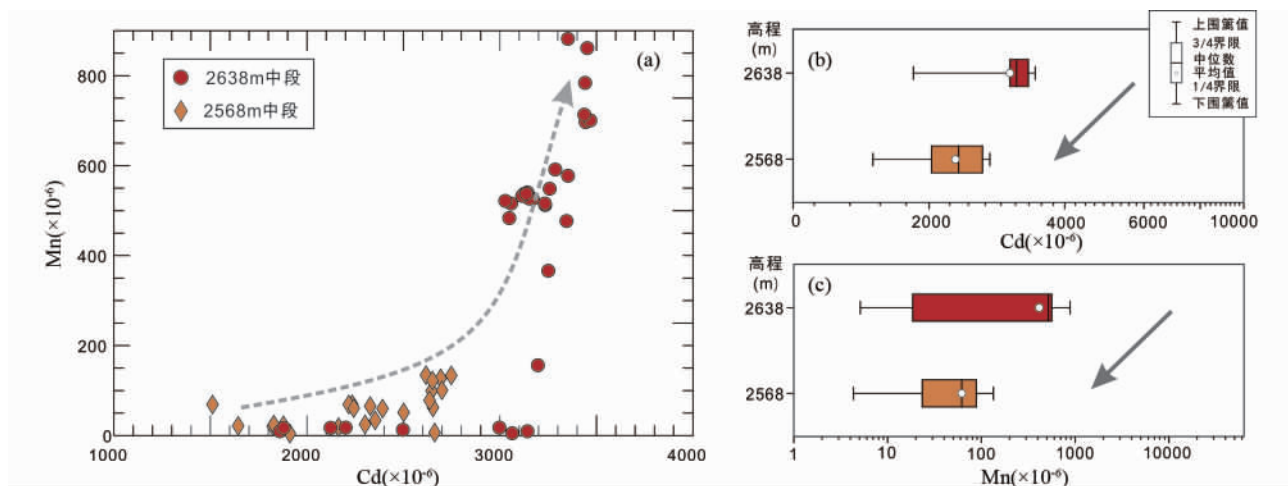 (a)
Mn(×10⁻⁶)
800
600
400
200
0
2638m中段
2568m中段
1000
2000
3000
4000
Cd(×10⁻⁶)
高程
(m)
(b)
2638
2568
0
2000
4000
6000
10000
Cd(×10⁻⁶)
上围篱值
3/4界限
中位数
平均值
1/4界限
下围篱值
高程
(m)
(c)
2638
2568
1
10
100
1000
10000
Mn(×10⁻⁶)